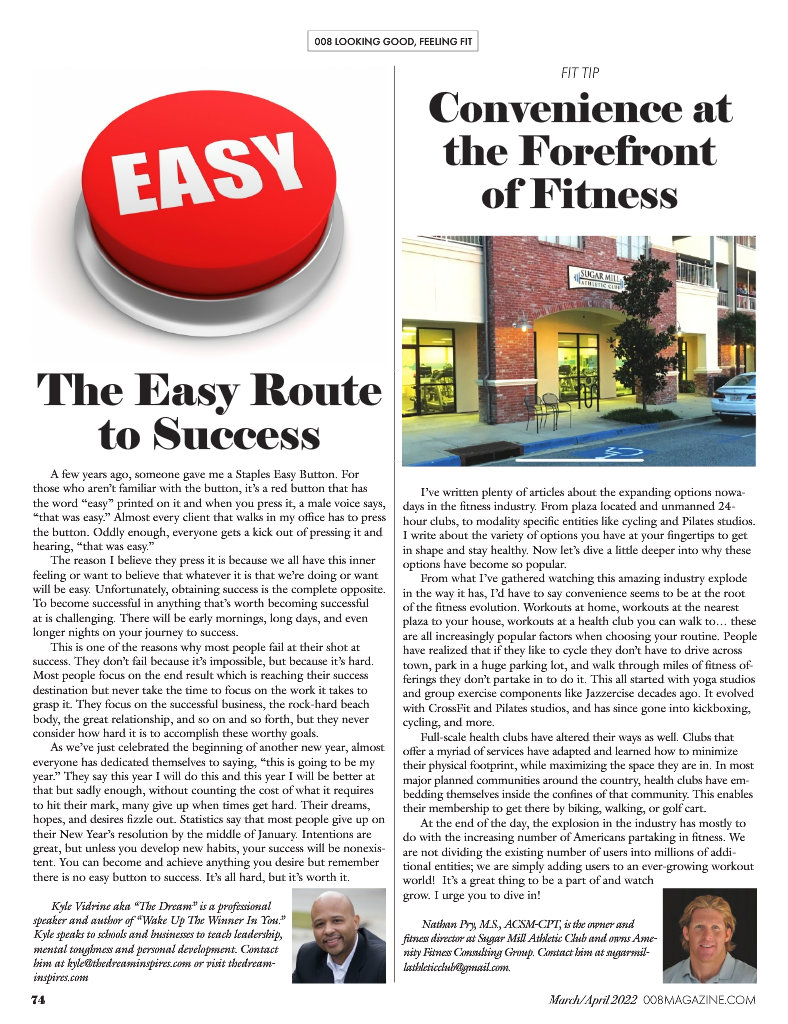 008 LOOKING GOOD, FEELING FIT
EASY
The Easy Route
to Success
A few years ago, someone gave me a Staples Easy Button. For
those who aren't familiar with the button, it's a red button that has
the word “easy” printed on it and when you press it, a male voice says,
“that was easy.” Almost every client that walks in my office has to press
the button. Oddly enough, everyone gets a kick out of pressing it and
hearing, “that was easy.”
The reason I believe they press it is because we all have this inner
feeling or want to believe that whatever it is that we're doing or want
will be easy. Unfortunately, obtaining success is the complete opposite.
To become successful in anything that's worth becoming successful
at is challenging. There will be early mornings, long days, and even
longer nights on your journey to success.
This is one of the reasons why most people fail at their shot at
success. They don't fail because it's impossible, but because it's hard.
Most people focus on the end result which is reaching their success
destination but never take the time to focus on the work it takes to
grasp it. They focus on the successful business, the rock-hard beach
body, the great relationship, and so on and so forth, but they never
consider how hard it is to accomplish these worthy goals.
As we've just celebrated the beginning of another new year, almost
everyone has dedicated themselves to saying, “this is going to be my
year.” They say this year I will do this and this year I will be better at
that but sadly enough, without counting the cost of what it requires
to hit their mark, many give up when times get hard. Their dreams,
hopes, and desires fizzle out. Statistics say that most people give up on
their New Year's resolution by the middle of January. Intentions are
great, but unless you develop new habits, your success will be nonexis-
tent. You can become and achieve anything you desire but remember
there is no easy button to success. It's all hard, but it's worth it.
Kyle Vidrine aka “The Dream” is a professional
speaker and author of “Wake Up The Winner In You.”
Kyle speaks to schools and businesses to teach leadership,
mental toughness and personal development. Contact
him at kyle@thedreaminspires.com or visit thedream-
inspires.com
FIT TIP
Convenience at
the Forefront
of Fitness
SUGAR MILL
ATHLETIC CLUB
I've written plenty of articles about the expanding options nowa-
days in the fitness industry. From plaza located and unmanned 24-
hour clubs, to modality specific entities like cycling and Pilates studios.
I write about the variety of options you have at your fingertips to get
in shape and stay healthy. Now let's dive a little deeper into why these
options have become so popular.
From what I've gathered watching this amazing industry explode
in the way it has, I'd have to say convenience seems to be at the root
of the fitness evolution. Workouts at home, workouts at the nearest
plaza to your house, workouts at a health club you can walk to… these
are all increasingly popular factors when choosing your routine. People
have realized that if they like to cycle they don't have to drive across
town, park in a huge parking lot, and walk through miles of fitness of-
ferings they don't partake in to do it. This all started with yoga studios
and group exercise components like Jazzercise decades ago. It evolved
with CrossFit and Pilates studios, and has since gone into kickboxing,
cycling, and more.
Full-scale health clubs have altered their ways as well. Clubs that
offer a myriad of services have adapted and learned how to minimize
their physical footprint, while maximizing the space they are in. In most
major planned communities around the country, health clubs have em-
bedding themselves inside the confines of that community. This enables
their membership to get there by biking, walking, or golf cart.
At the end of the day, the explosion in the industry has mostly to
do with the increasing number of Americans partaking in fitness. We
are not dividing the existing number of users into millions of addi-
tional entities; we are simply adding users to an ever-growing workout
world! It's a great thing to be a part of and watch
grow. I urge you to dive in!
Nathan Pry, M.S., ACSM-CPT, is the owner and
fitness director at Sugar Mill Athletic Club and owns Ame-
nity Fitness Consulting Group. Contact him at sugarmil-
lathleticclub@gmail.com.
74
March/April 2022 008MAGAZINE.COM